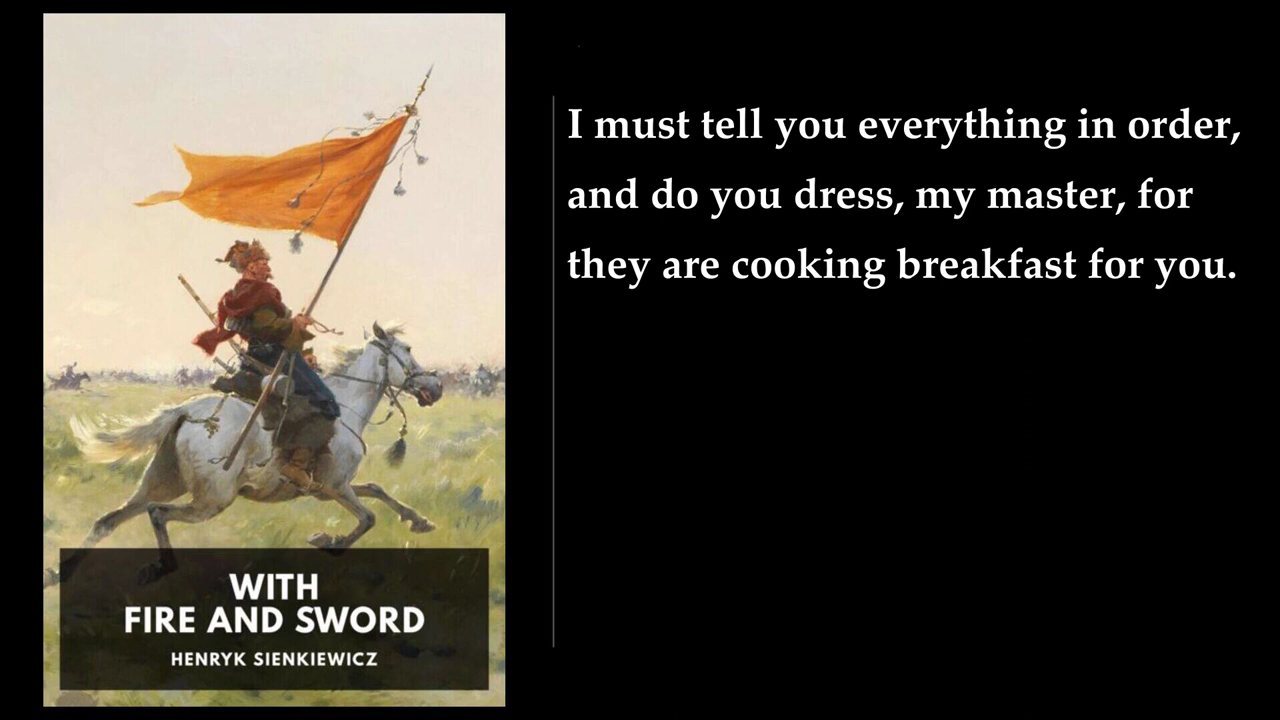 WITH
FIRE AND SWORD
HENRYK SIENKIEWICZ
I must tell you everything in order,
and do you dress, my master, for
they are cooking breakfast for you.